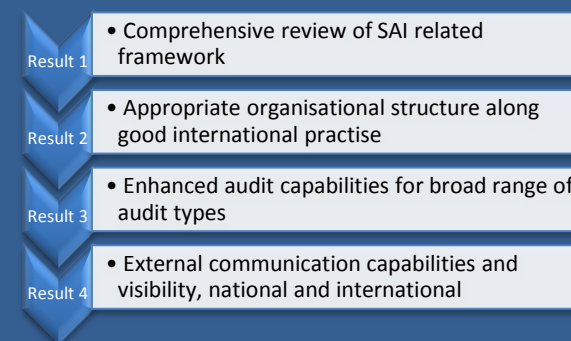 Result 1
• Comprehensive review of SAI related
framework
Result 2
• Appropriate organisational structure along
good international practise
Result 3
• Enhanced audit capabilities for broad range of
audit types
Result 4
• External communication capabilities and
visibility, national and international